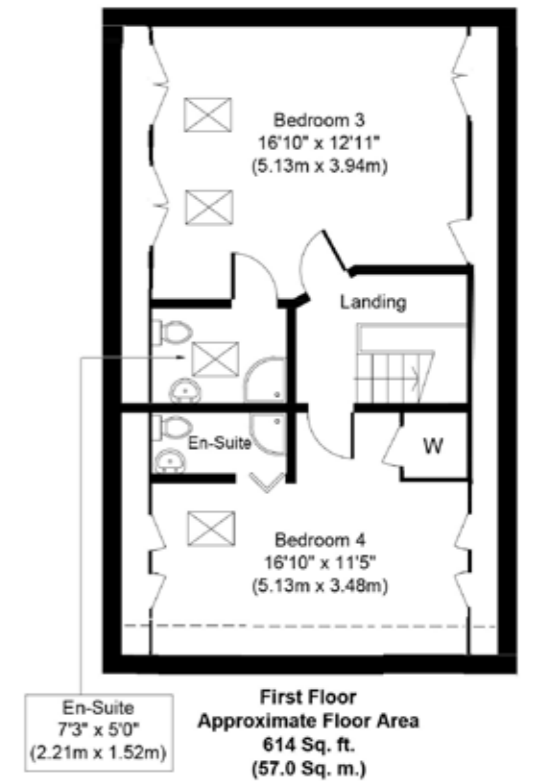 Bedroom 3
16'10" x 12'11"
(5.13m x 3.94m)
Landing
En-Suite
W
Bedroom 4
16'10" x 11'5"
(5.13m x 3.48m)
En-Suite
7'3" x 5'0"
(2.21m x 1.52m)
First Floor
Approximate Floor Area
614 Sq. ft.
(57.0 Sq. m.)